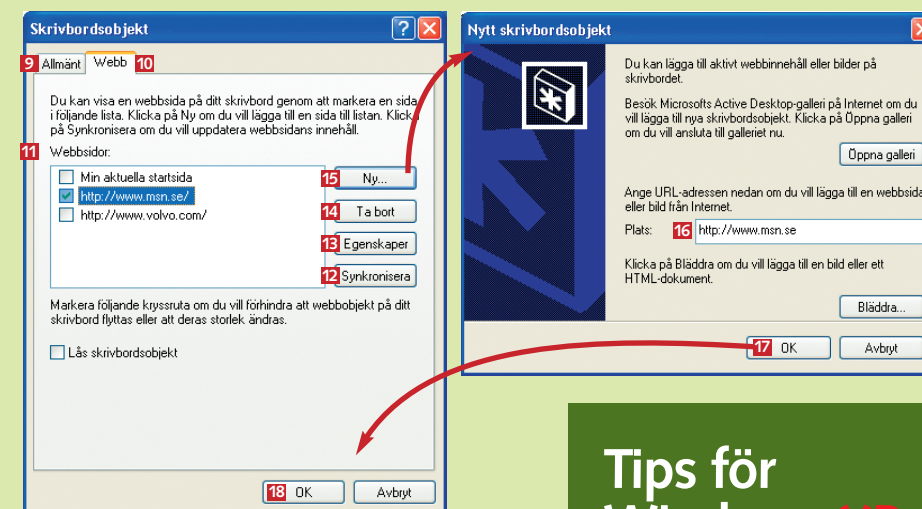 Skrivbordsobjekt
9 Allmänt Webb 10
Du kan visa en webbsida på ditt skrivbord genom att markera en sida
i följande lista. Klicka på Ny om du vill lägga till en sida till listan. Klicka
på Synkronisera om du vill uppdatera webbsidans innehåll.
11 Webbsidor:
Min aktuella startsida
http://www.msn.se/
http://www.volvo.com/
15 Ny...
14 Ta bort
13 Egenskaper
12 Synkronisera
Markera följande kryssruta om du vill förhindra att webbobjekt på ditt
skrivbord flyttas eller att deras storlek ändras.
Lås skrivbordsobjekt
18 OK Avbryt
Nytt skrivbordsobjekt
Du kan lägga till aktivt webbinnehåll eller bilder på
skrivbordet.
Besök Microsofts Active Desktop-galleri på Internet om du
vill lägga till nya skrivbordsobjekt. Klicka på Öppna galleri
om du vill ansluta till galleriet nu.
Öppna galleri
Ange URL-adressen nedan om du vill lägga till en webbsida
eller bild från Internet.
Plats: 16 http://www.msn.se
Klicka på Bläddra om du vill lägga till en bild eller ett
HTML-dokument.
Bläddra...
17 OK Avbryt
Tips för